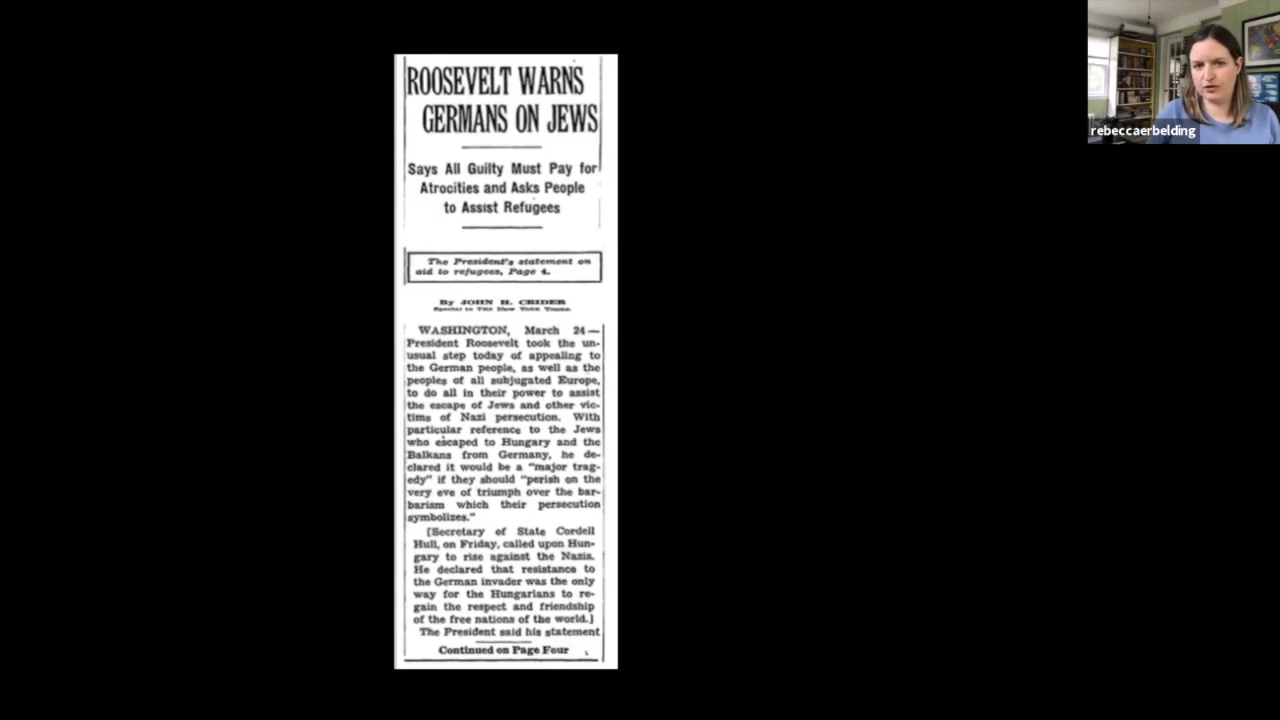 ROOSEVELT WARNS
GERMANS ON JEWS
Says All Guilty Must Pay for
Atrocities and Asks People
to Assist Refugees
The President's statement on
aid to refugees, Page 4.
By JOHN H. CRIDER
Special to THE NEW YORK TIMES.
WASHINGTON, March 24—
President Roosevelt took the un-
usual step today of appealing to
the German people, as well as the
peoples of all subjugated Europe,
to do all in their power to assist
the escape of Jews and other vic-
tims of Nazi persecution. With
particular reference to the Jews
who escaped to Hungary and the
Balkans from Germany, he de-
clared it would be a "major trag-
edy" if they should "perish on the
very eve of triumph over the bar-
barism which their persecution
symbolizes."
[Secretary of State Cordell
Hull, on Friday, called upon Hun-
gary to rise against the Nazis.
He declared that resistance to
the German invader was the only
way for the Hungarians to re-
gain the respect and friendship
of the free nations of the world.]
The President said his statement
Continued on Page Four
rebeccaerbelding